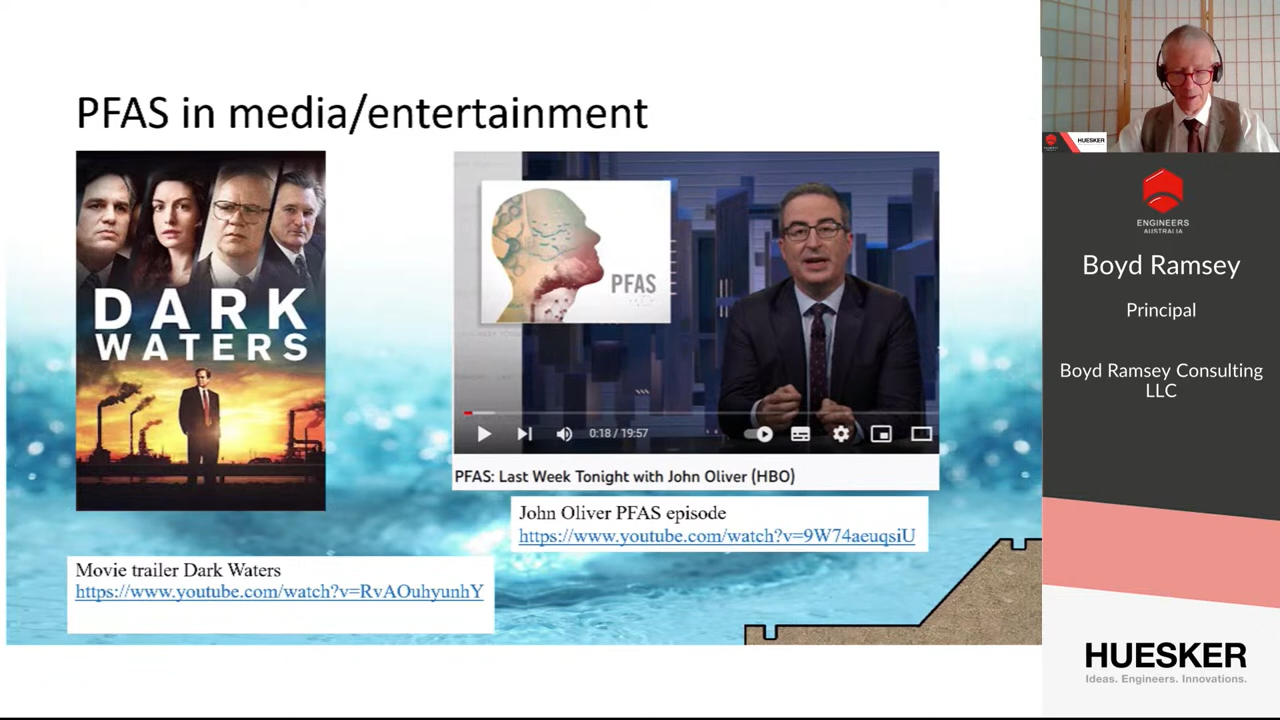 PFAS in media/entertainment
DARK
WATERS
PFAS
0:18 / 19:57
PFAS: Last Week Tonight with John Oliver (HBO)
John Oliver PFAS episode
https://www.youtube.com/watch?v=9W74aeuqsiU
Movie trailer Dark Waters
https://www.youtube.com/watch?v=RvAOuhyunhY
HUESKER
ENGINEERS
AUSTRALIA
Boyd Ramsey
Principal
Boyd Ramsey Consulting
LLC
HUESKER
Ideas. Engineers. Innovations.